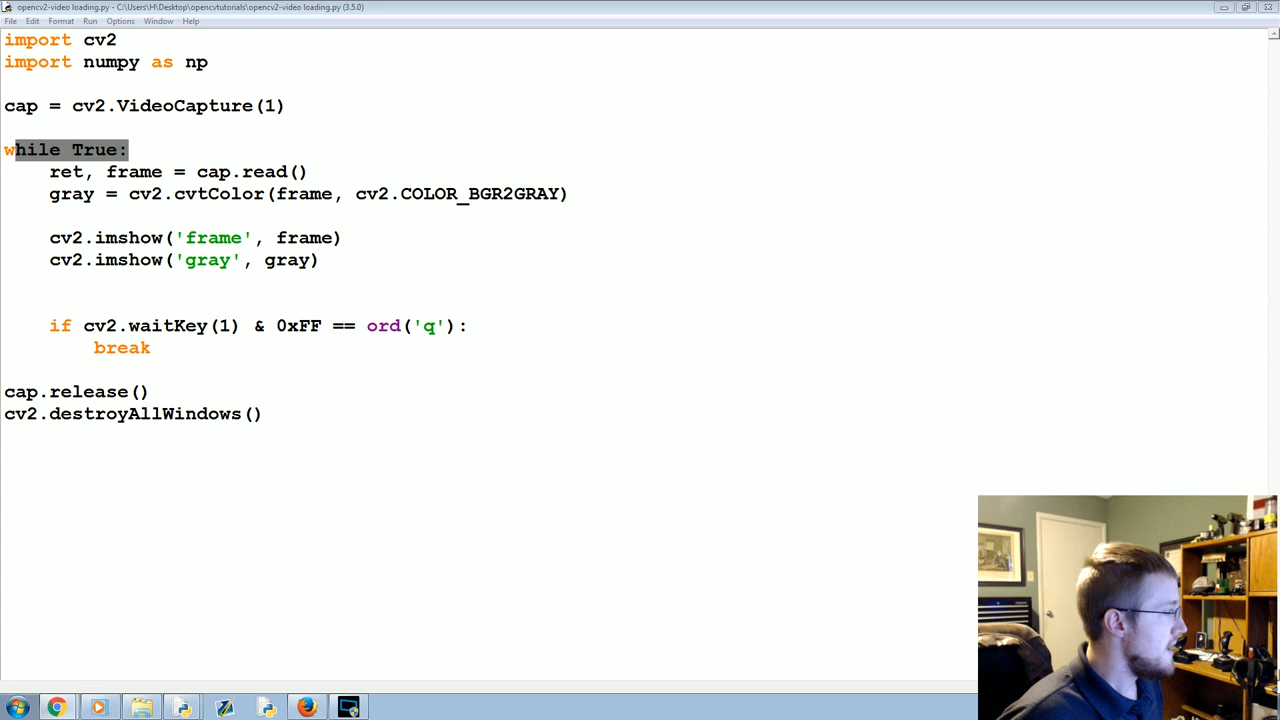 opencv2-video loading.py - C:\Users\H\Desktop\opencvtutorials\opencv2-video loading.py (3.5.0)
File Edit Format Run Options Window Help
import cv2
import numpy as np
cap = cv2.VideoCapture(1)
while True:
    ret, frame = cap.read()
    gray = cv2.cvtColor(frame, cv2.COLOR_BGR2GRAY)
    cv2.imshow('frame', frame)
    cv2.imshow('gray', gray)
    if cv2.waitKey(1) & 0xFF == ord('q'):
        break
cap.release()
cv2.destroyAllWindows()